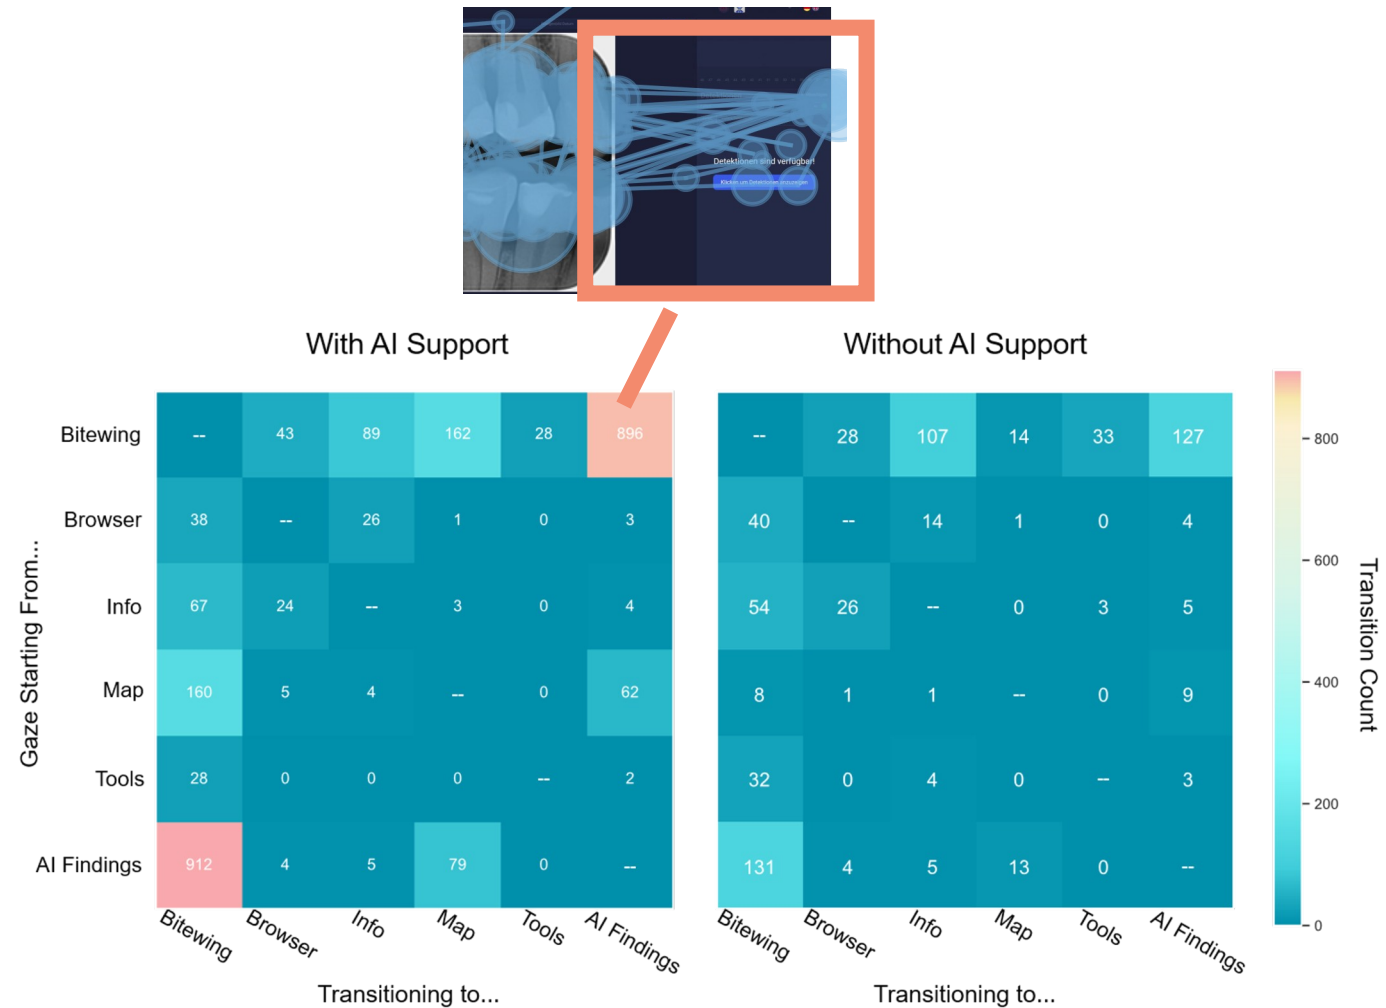 Detektionen sind verfügbar!
Klicken um Detektionen anzuzeigen
With AI Support
Without AI Support
Gaze Starting From...
Bitewing -- 43 89 162 28 896
Browser 38 -- 26 1 0 3
Info 67 24 -- 3 0 4
Map 160 5 4 -- 0 62
Tools 28 0 0 0 -- 2
AI Findings 912 4 5 79 0 --
Bitewing Browser Info Map Tools AI Findings
Transitioning to...
-- 28 107 14 33 127
40 -- 14 1 0 4
54 26 -- 0 3 5
8 1 1 -- 0 9
32 0 4 0 -- 3
131 4 5 13 0 --
Bitewing Browser Info Map Tools AI Findings
Transitioning to...
800
600
400
200
0
Transition Count